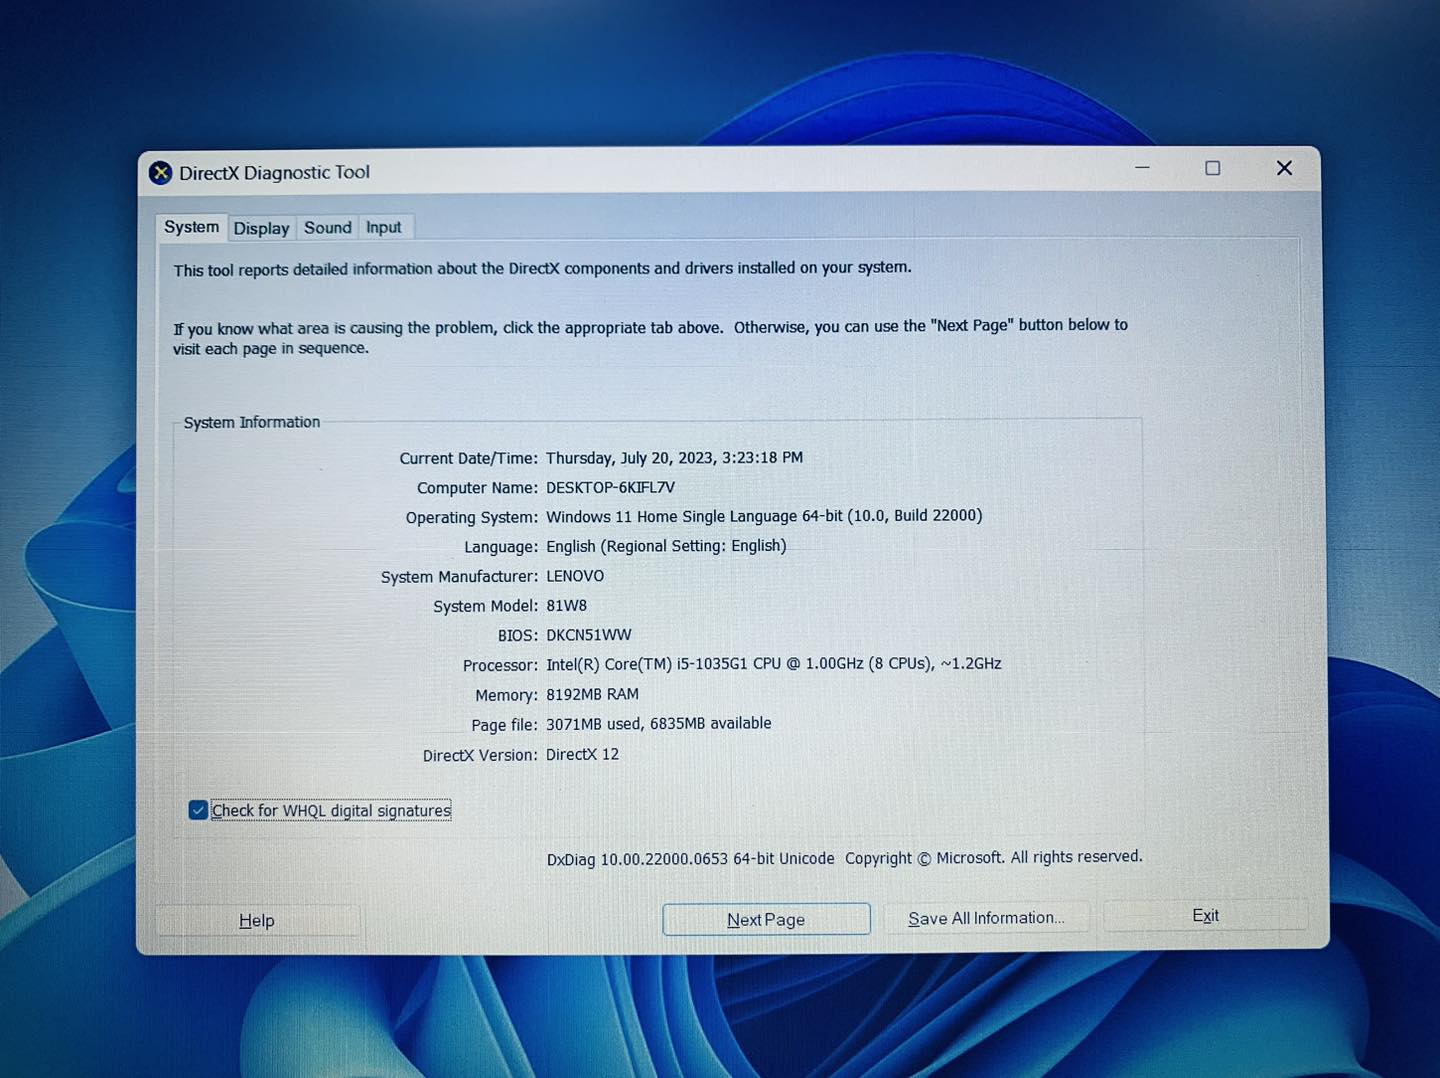 DirectX Diagnostic Tool
System Display Sound Input
This tool reports detailed information about the DirectX components and drivers installed on your system.
If you know what area is causing the problem, click the appropriate tab above.  Otherwise, you can use the "Next Page" button below to
visit each page in sequence.
System Information
Current Date/Time: Thursday, July 20, 2023, 3:23:18 PM
Computer Name: DESKTOP-6KIFL7V
Operating System: Windows 11 Home Single Language 64-bit (10.0, Build 22000)
Language: English (Regional Setting: English)
System Manufacturer: LENOVO
System Model: 81W8
BIOS: DKCN51WW
Processor: Intel(R) Core(TM) i5-1035G1 CPU @ 1.00GHz (8 CPUs), ~1.2GHz
Memory: 8192MB RAM
Page file: 3071MB used, 6835MB available
DirectX Version: DirectX 12
Check for WHQL digital signatures
DxDiag 10.00.22000.0653 64-bit Unicode  Copyright © Microsoft. All rights reserved.
Help Next Page Save All Information... Exit